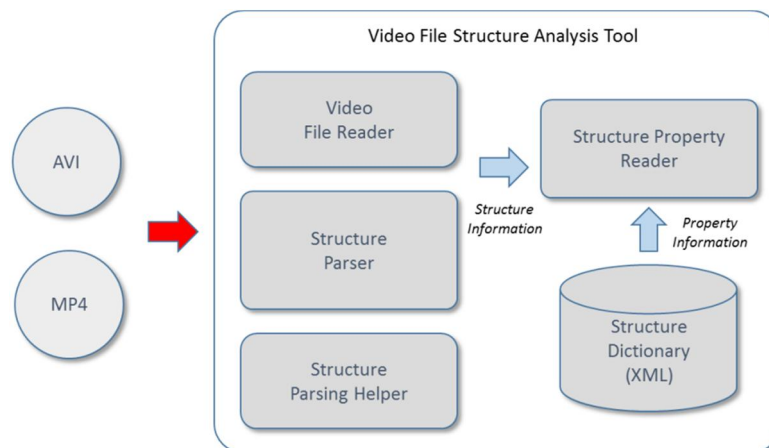 Video File Structure Analysis Tool
AVI
MP4
Video
File Reader
Structure
Parser
Structure
Parsing Helper
Structure
Information
Structure Property
Reader
Property
Information
Structure
Dictionary
(XML)